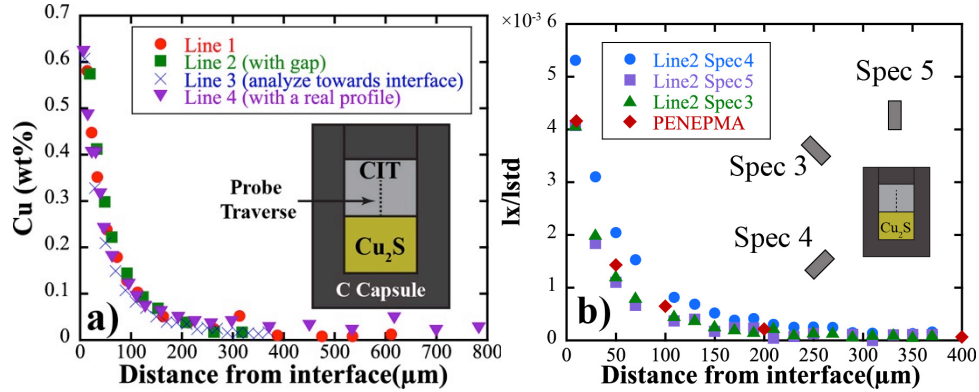 0.7
0.6
0.5
0.4
0.3
0.2
0.1
0
Cu (wt%)
Line 1
Line 2 (with gap)
Line 3 (analyze towards interface)
Line 4 (with a real profile)
CIT
Probe
Traverse
Cu2S
C Capsule
a)
0 100 200 300 400 500 600 700 800
Distance from interface(μm)
×10-3 6
5
4
3
2
1
0
Ix/Istd
Line2 Spec4
Line2 Spec5
Line2 Spec3
PENEPMA
Spec 5
Spec 3
Spec 4
Cu2S
b)
0 50 100 150 200 250 300 350 400
Distance from interface(μm)